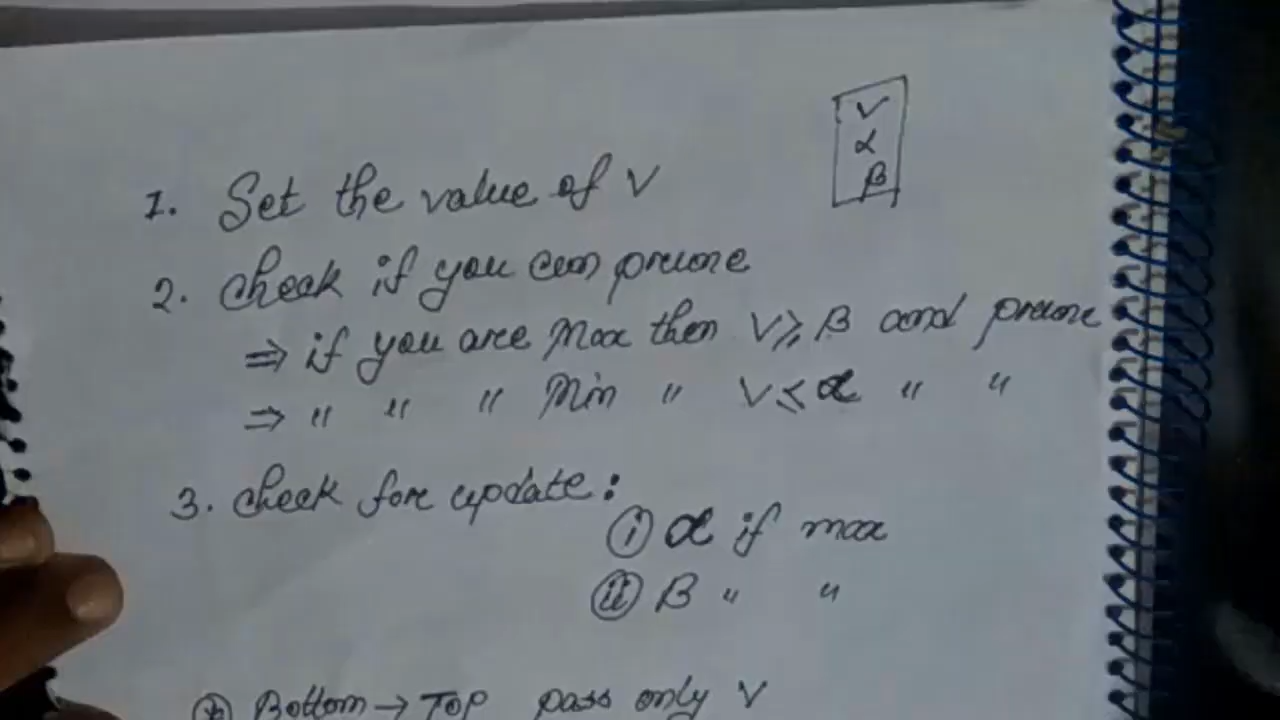 V
α
β
1. Set the value of V
2. check if you can prune
⇒ if you are Max then V ≥ β and prune
⇒ " " " Min " V ≤ α " "
3. check for update:
(i) α if max
(ii) β " "
Bottom → TOP pass only V